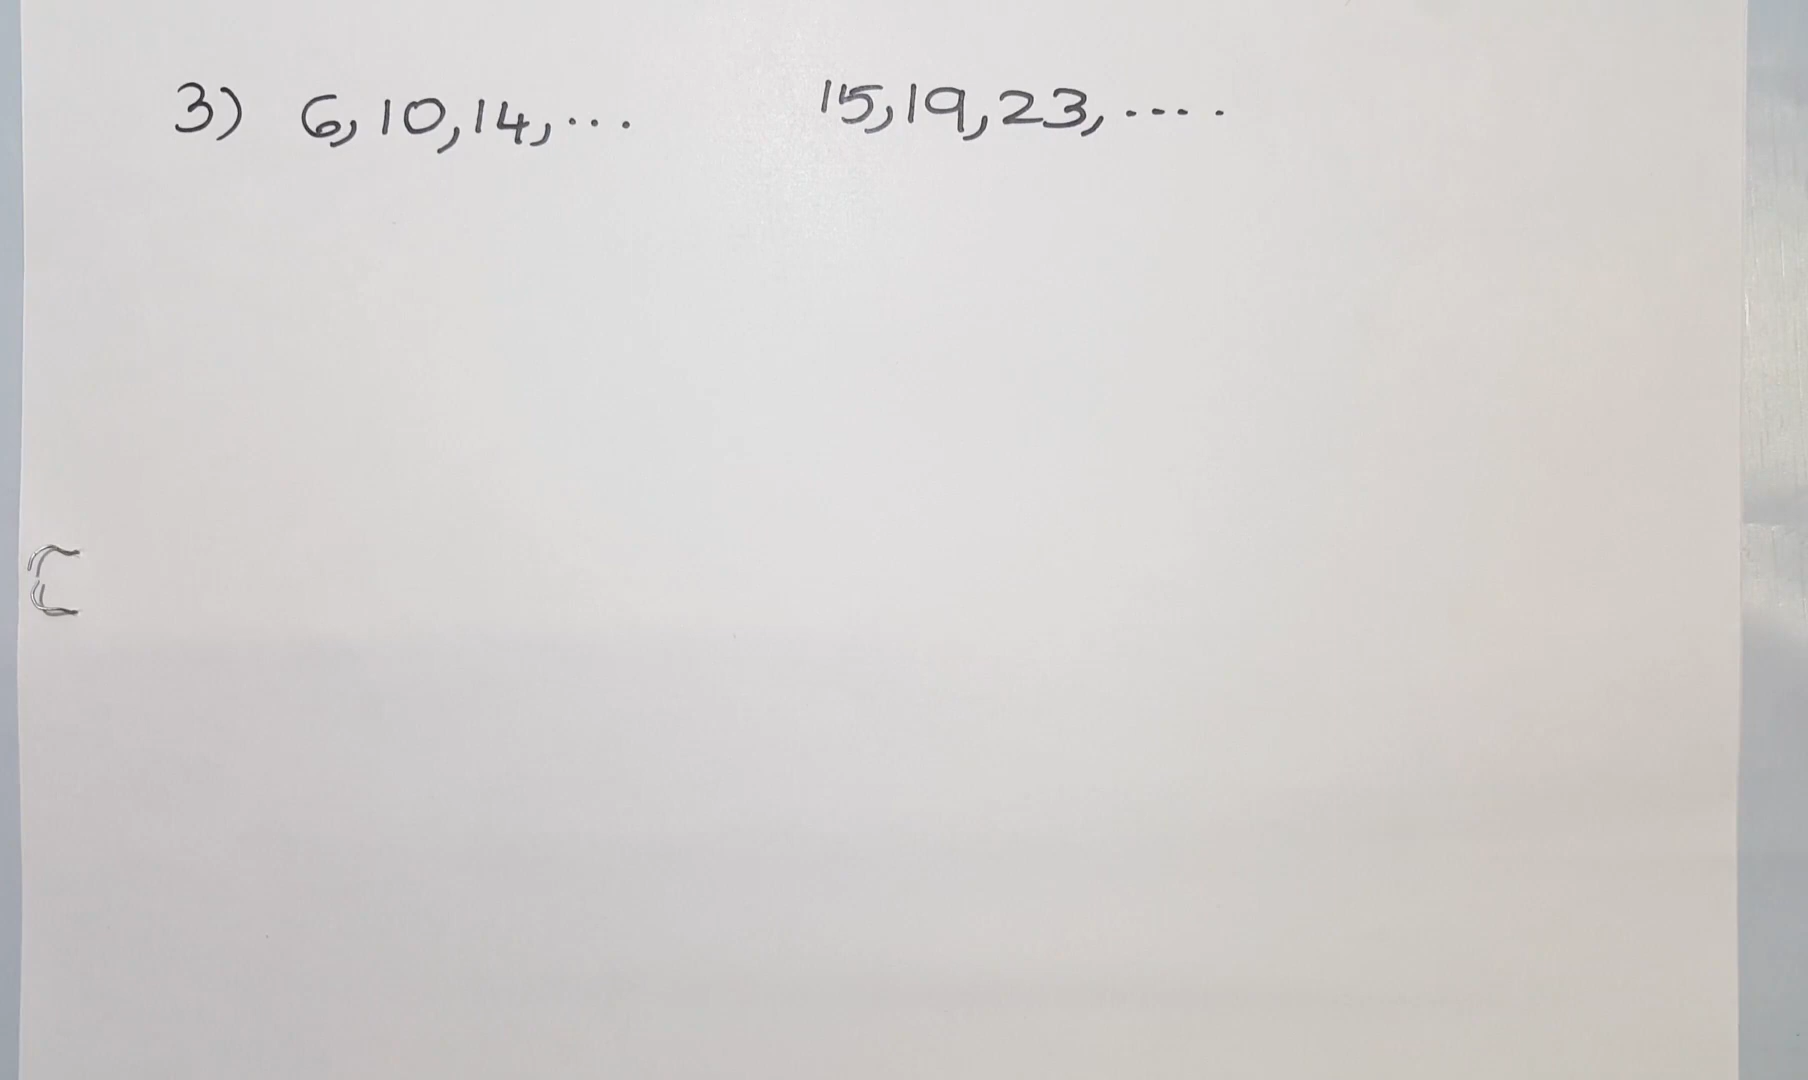 3) 6, 10, 14, ... 15, 19, 23, ....